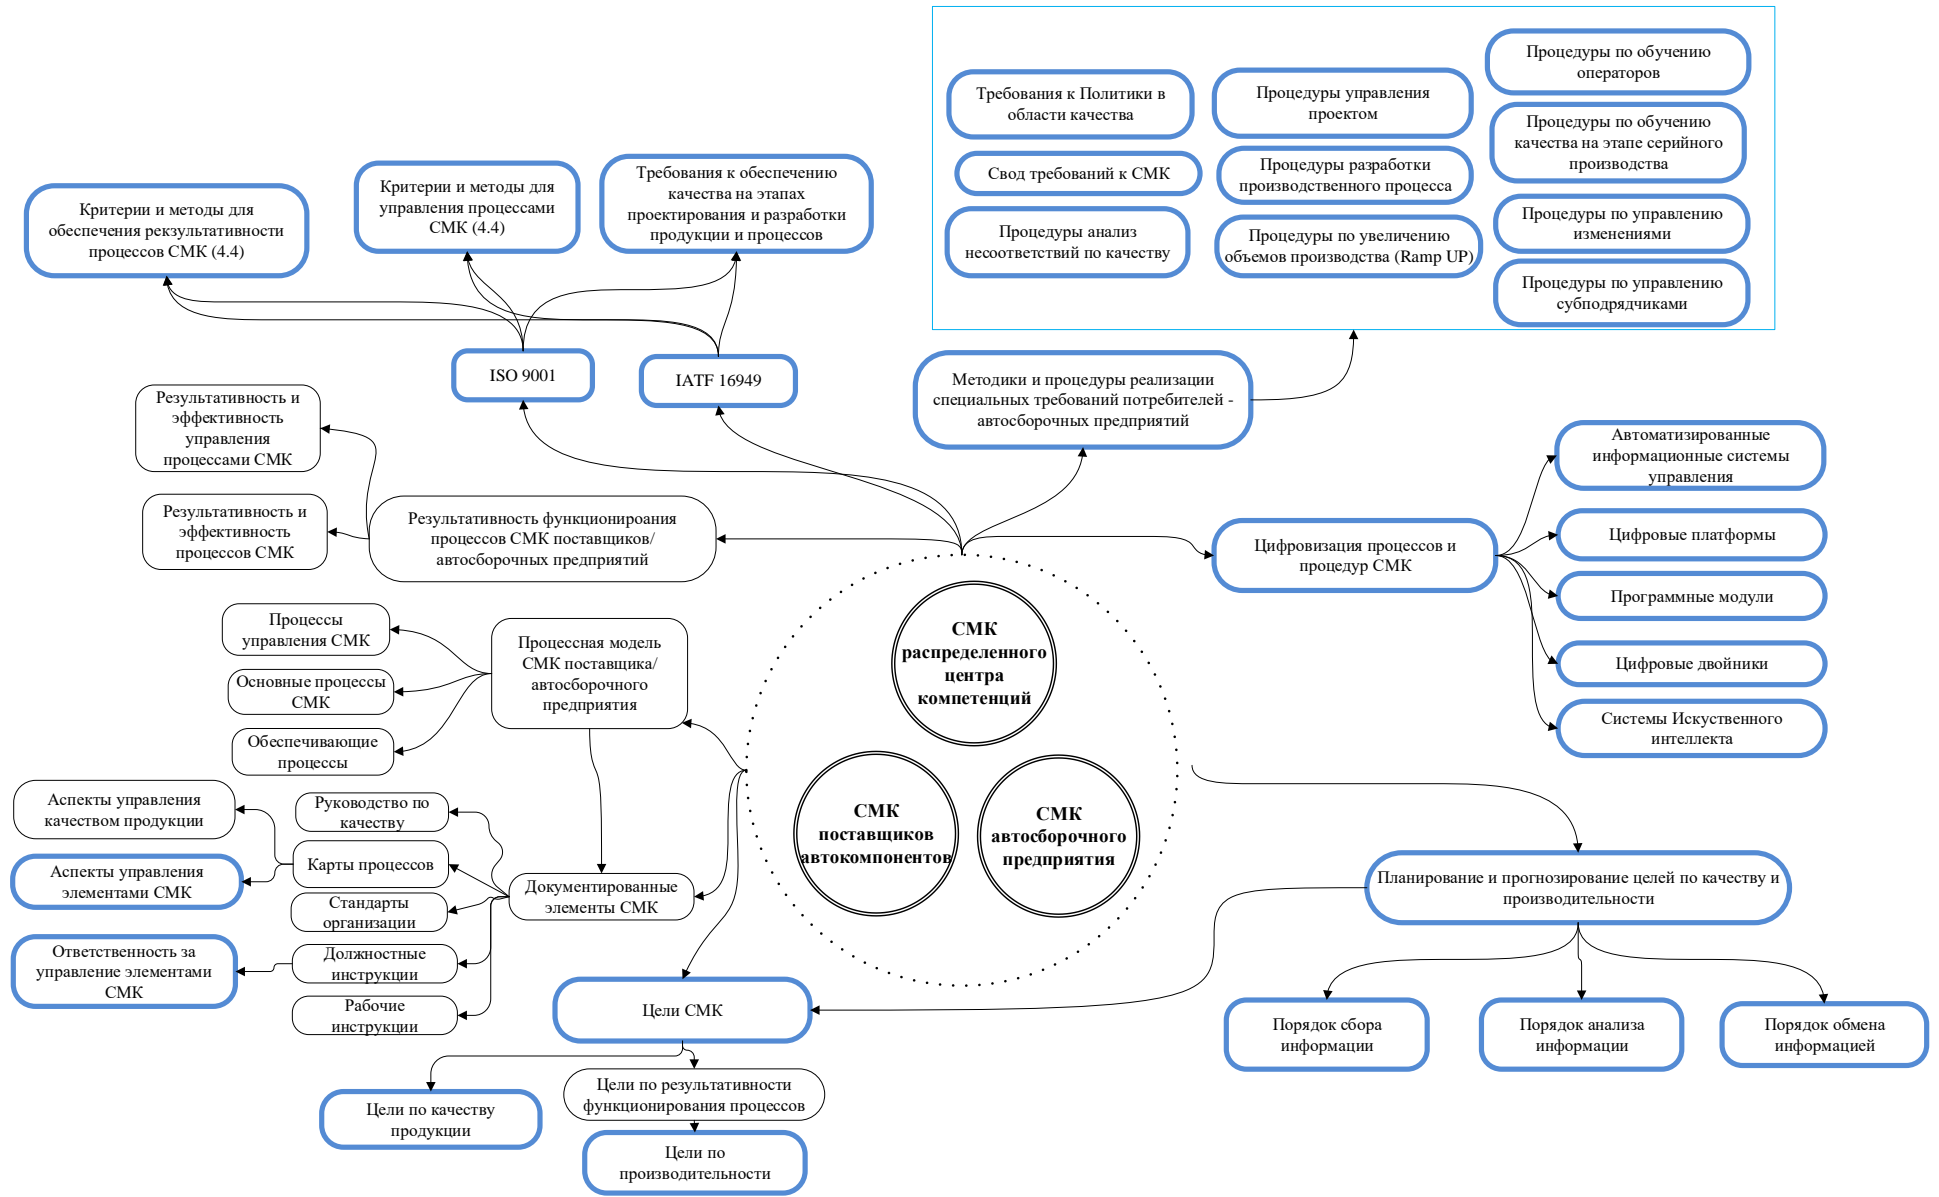 Процедуры по обучению
операторов
Требования к Политики в
области качества
Процедуры управления
проектом
Процедуры по обучению
качества на этапе серийного
производства
Свод требований к СМК
Процедуры разработки
производственного процесса
Процедуры по управлению
изменениями
Процедуры анализ
несоответствий по качеству
Процедуры по увеличению
объемов производства (Ramp UP)
Процедуры по управлению
субподрядчиками
Критерии и методы для
обеспечения рекзультативности
процессов СМК (4.4)
Критерии и методы для
управления процессами
СМК (4.4)
Требования к обеспечению
качества на этапах
проектирования и разработки
продукции и процессов
ISO 9001
IATF 16949
Методики и процедуры реализации
специальных требований потребителей -
автосборочных предприятий
Результативность и
эффективность
управления
процессами СМК
Результативность и
эффективность
процессов СМК
Результативность функционироания
процессов СМК поставщиков/
автосборочных предприятий
Цифровизация процессов и
процедур СМК
Автоматизированные
информационные системы
управления
Цифровые платформы
Программные модули
Цифровые двойники
Системы Искуственного
интеллекта
Процессы
управления СМК
Основные процессы
СМК
Обеспечивающие
процессы
Процессная модель
СМК поставщика/
автосборочного
предприятия
СМК
распределенного
центра
компетенций
СМК
поставщиков
автокомпонентов
СМК
автосборочного
предприятия
Аспекты управления
качеством продукции
Аспекты управления
элементами СМК
Ответственность за
управление элементами
СМК
Руководство по
качеству
Карты процессов
Стандарты
организации
Должностные
инструкции
Рабочие
инструкции
Документированные
элементы СМК
Планирование и прогнозирование целей по качеству и
производительности
Порядок сбора
информации
Порядок анализа
информации
Порядок обмена
информацией
Цели СМК
Цели по качеству
продукции
Цели по результативности
функционирования процессов
Цели по
производительности